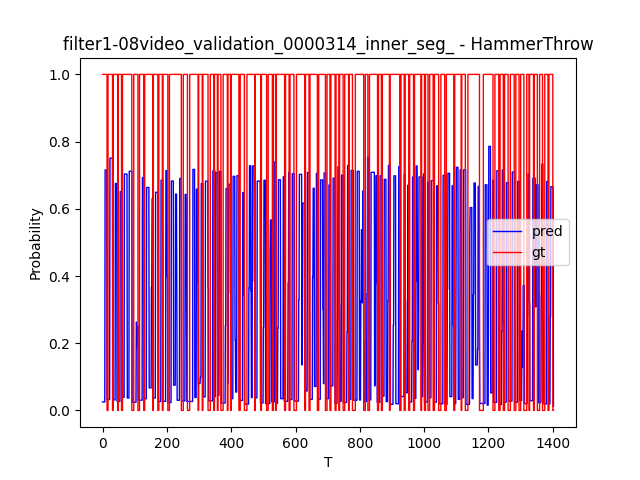 filter1-08video_validation_0000314_inner_seg_ - HammerThrow
1.0
0.8
0.6
0.4
0.2
0.0
Probability
pred
gt
0 200 400 600 800 1000 1200 1400
T